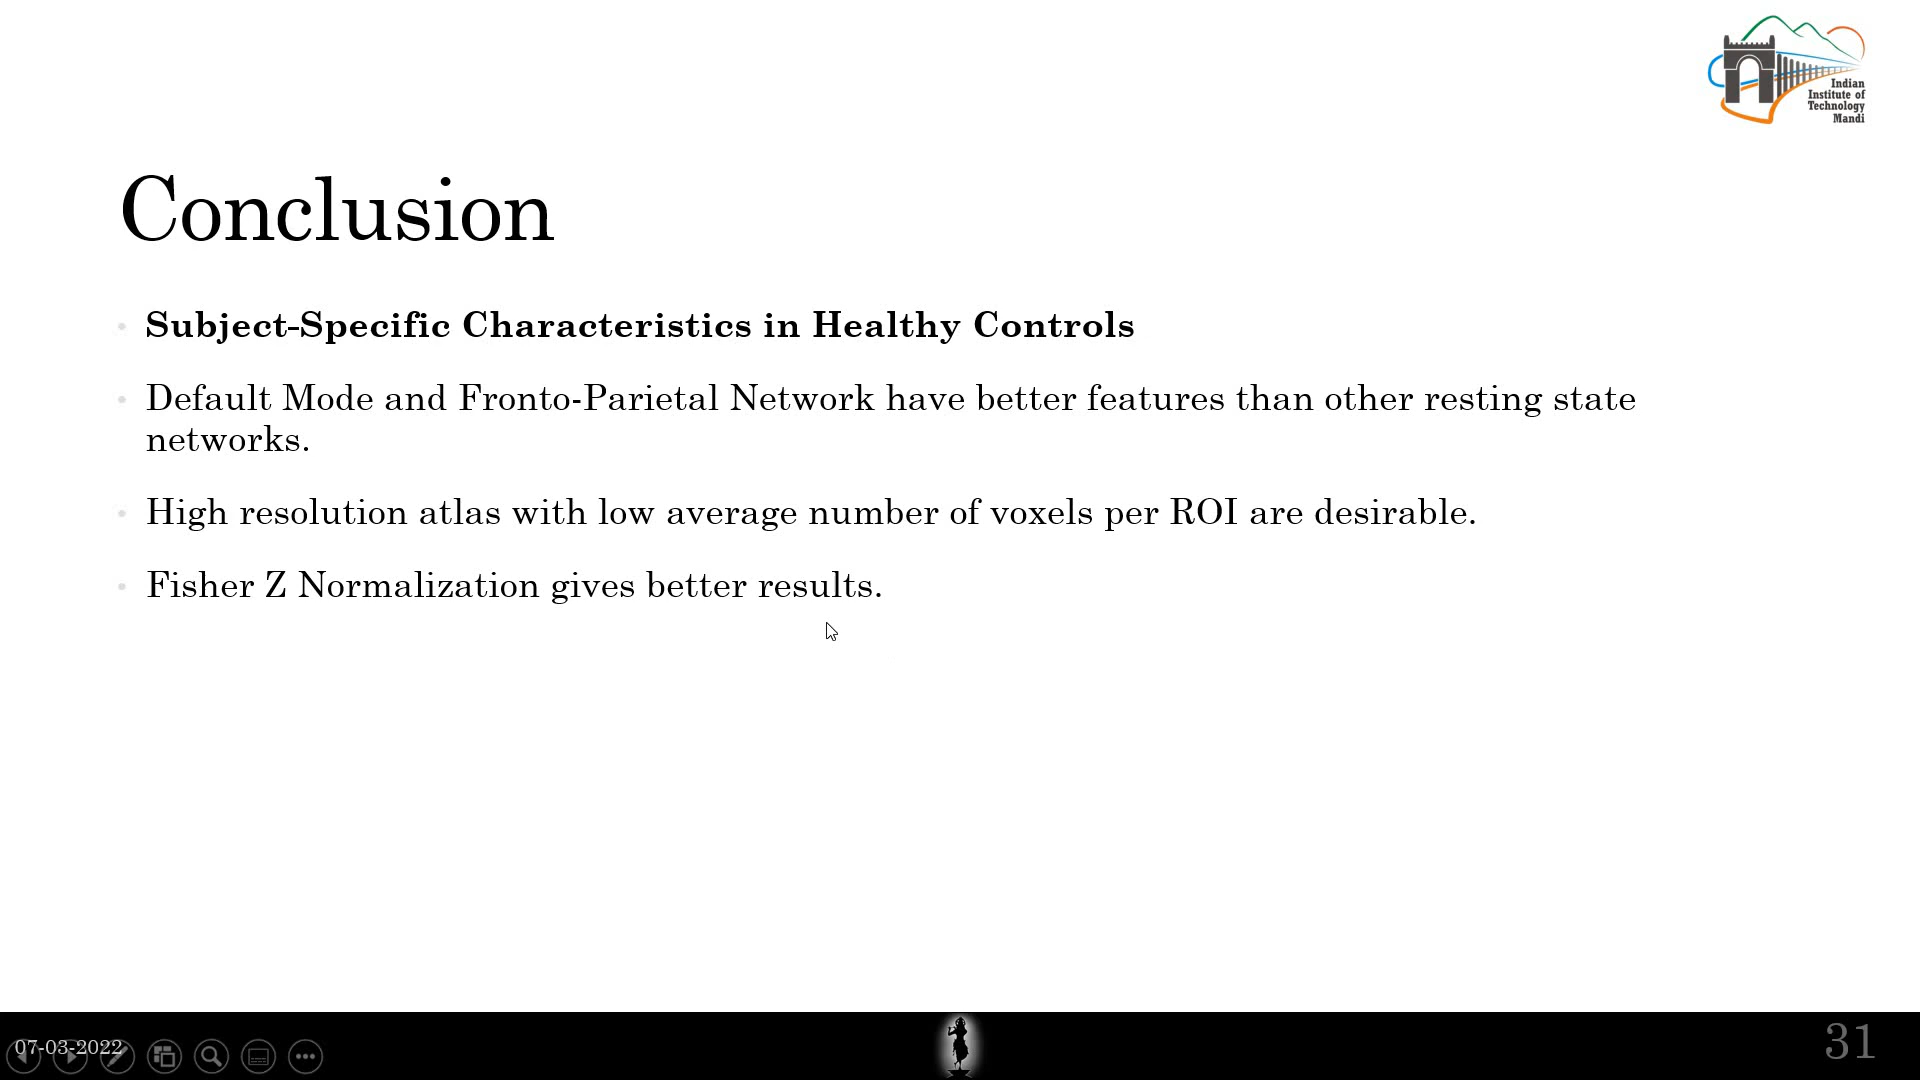 Indian
Institute of
Technology
Mandi
Conclusion
Subject-Specific Characteristics in Healthy Controls
Default Mode and Fronto-Parietal Network have better features than other resting state
networks.
High resolution atlas with low average number of voxels per ROI are desirable.
Fisher Z Normalization gives better results.
07-03-2022
31